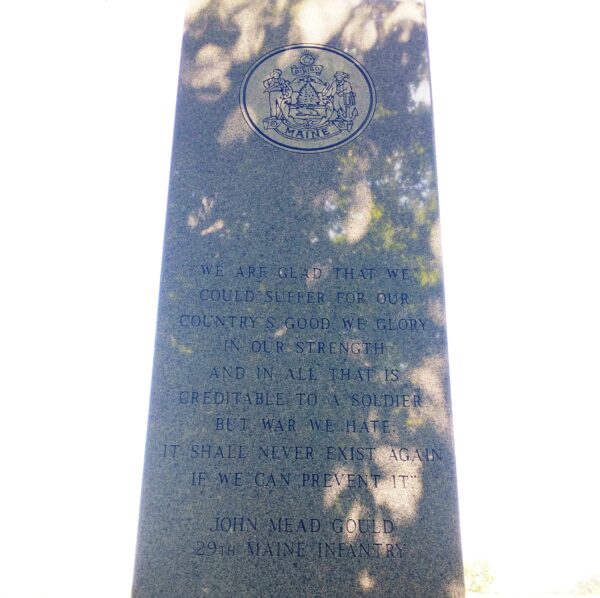 DIRIGO
MAINE
"WE ARE GLAD THAT WE
COULD SUFFER FOR OUR
COUNTRY'S GOOD, WE GLORY
IN OUR STRENGTH
AND IN ALL THAT IS
CREDITABLE TO A SOLDIER
BUT WAR WE HATE;
IT SHALL NEVER EXIST AGAIN
IF WE CAN PREVENT IT"
JOHN MEAD GOULD
29TH MAINE INFANTRY